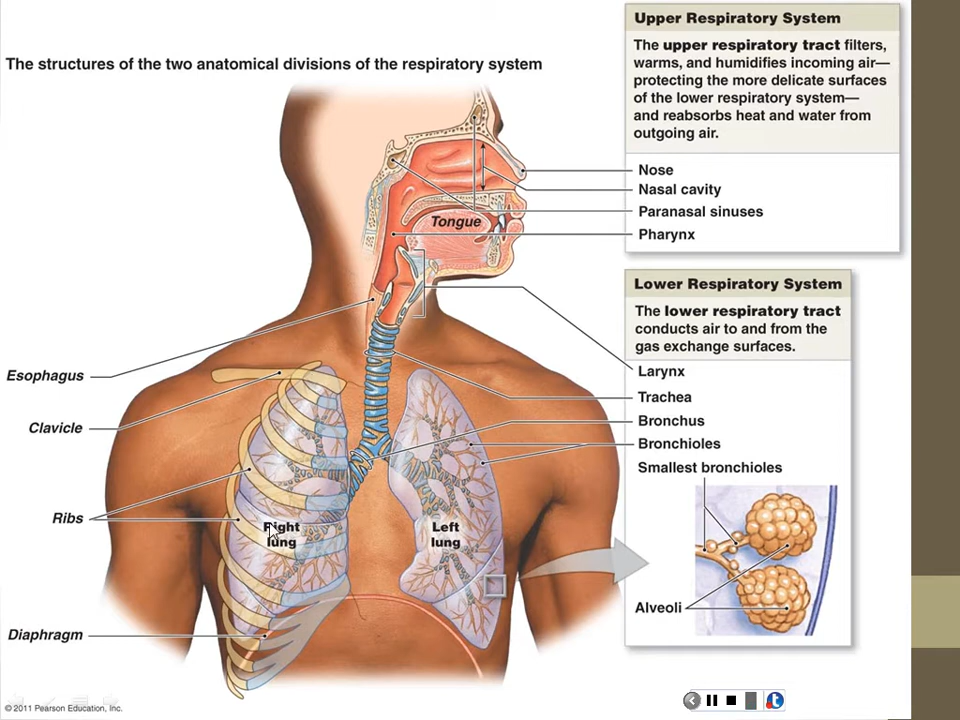 The structures of the two anatomical divisions of the respiratory system
Upper Respiratory System
The upper respiratory tract filters,
warms, and humidifies incoming air—
protecting the more delicate surfaces
of the lower respiratory system—
and reabsorbs heat and water from
outgoing air.
Nose
Nasal cavity
Paranasal sinuses
Pharynx
Tongue
Lower Respiratory System
The lower respiratory tract
conducts air to and from the
gas exchange surfaces.
Larynx
Trachea
Bronchus
Bronchioles
Smallest bronchioles
Alveoli
Esophagus
Clavicle
Ribs
Right
lung
Left
lung
Diaphragm
© 2011 Pearson Education, Inc.
t